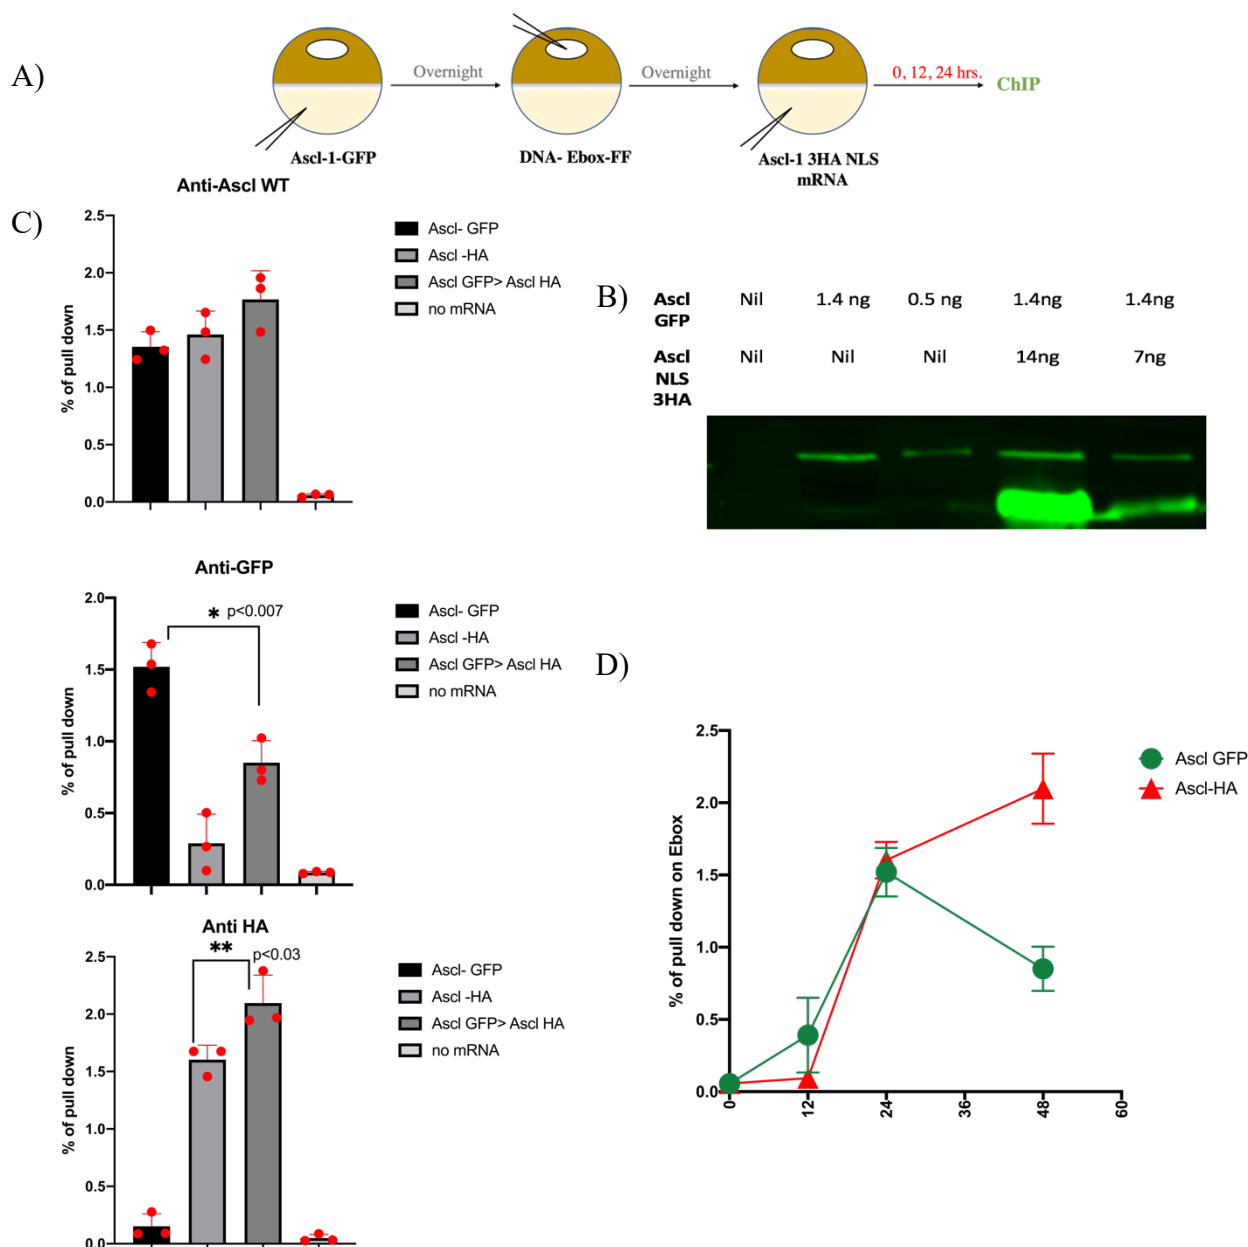 A)
Overnight
Overnight
0, 12, 24 hrs.
ChIP
Ascl-1-GFP
DNA- Ebox-FF
Ascl-1 3HA NLS
mRNA
C)
Anti-Ascl WT
% of pull down
2.5
2.0
1.5
1.0
0.5
0.0
Ascl- GFP
Ascl -HA
Ascl GFP> Ascl HA
no mRNA
Anti-GFP
% of pull down
2.0
1.5
1.0
0.5
0.0
* p<0.007
Ascl- GFP
Ascl -HA
Ascl GFP> Ascl HA
no mRNA
Anti HA
% of pull down
2.5
2.0
1.5
1.0
0.5
0.0
** p<0.03
Ascl- GFP
Ascl -HA
Ascl GFP> Ascl HA
no mRNA
B)
Ascl Nil 1.4 ng 0.5 ng 1.4ng 1.4ng
GFP
Ascl Nil Nil Nil 14ng 7ng
NLS
3HA
D)
% of pull down on Ebox
2.5
2.0
1.5
1.0
0.5
0.0
0 12 24 36 48 60
Ascl GFP
Ascl-HA